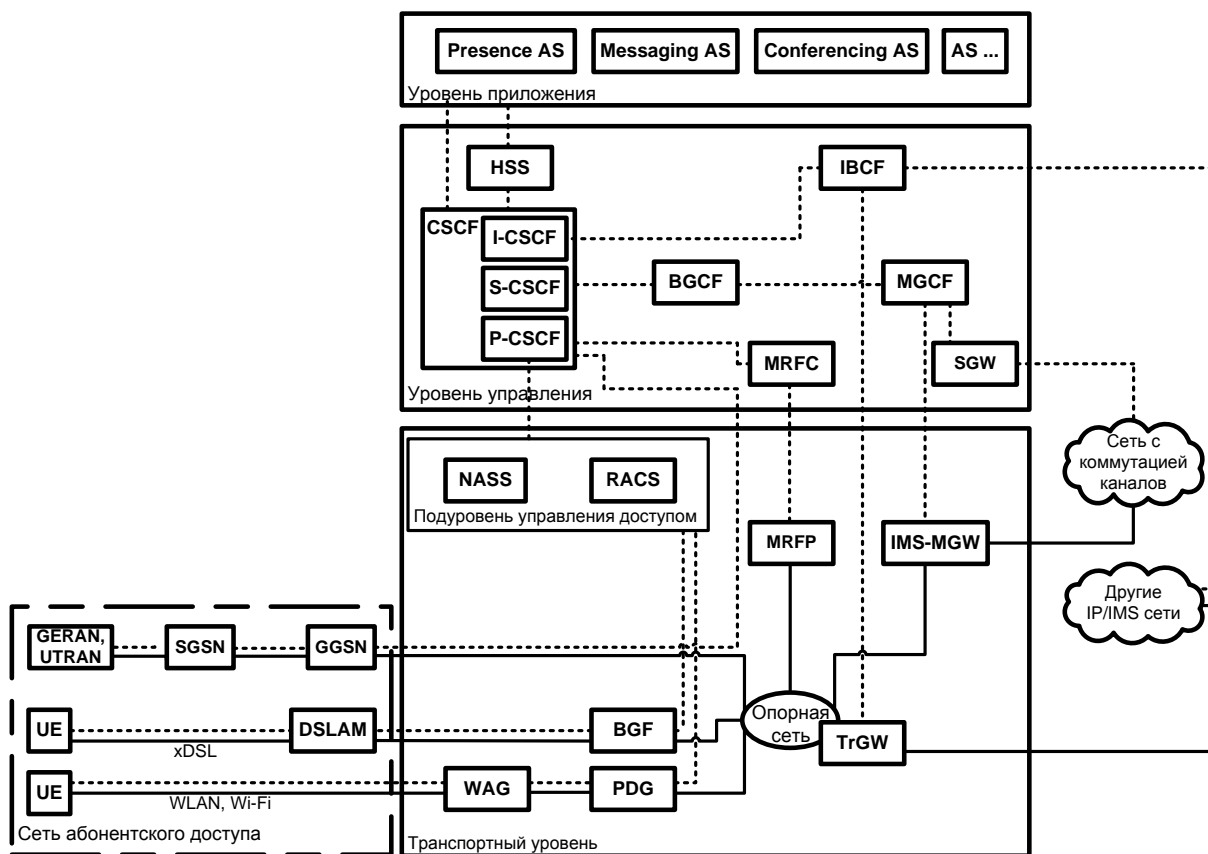 Presence AS
Messaging AS
Conferencing AS
AS ...
Уровень приложения
HSS
IBCF
CSCF
I-CSCF
S-CSCF
BGCF
MGCF
P-CSCF
MRFC
SGW
Уровень управления
Сеть с
коммутацией
каналов
NASS
RACS
Подуровень управления доступом
MRFP
IMS-MGW
Другие
IP/IMS сети
GERAN,
UTRAN
SGSN
GGSN
UE
DSLAM
xDSL
BGF
Опорная
сеть
TrGW
UE
WLAN, Wi-Fi
WAG
PDG
Сеть абонентского доступа
Транспортный уровень